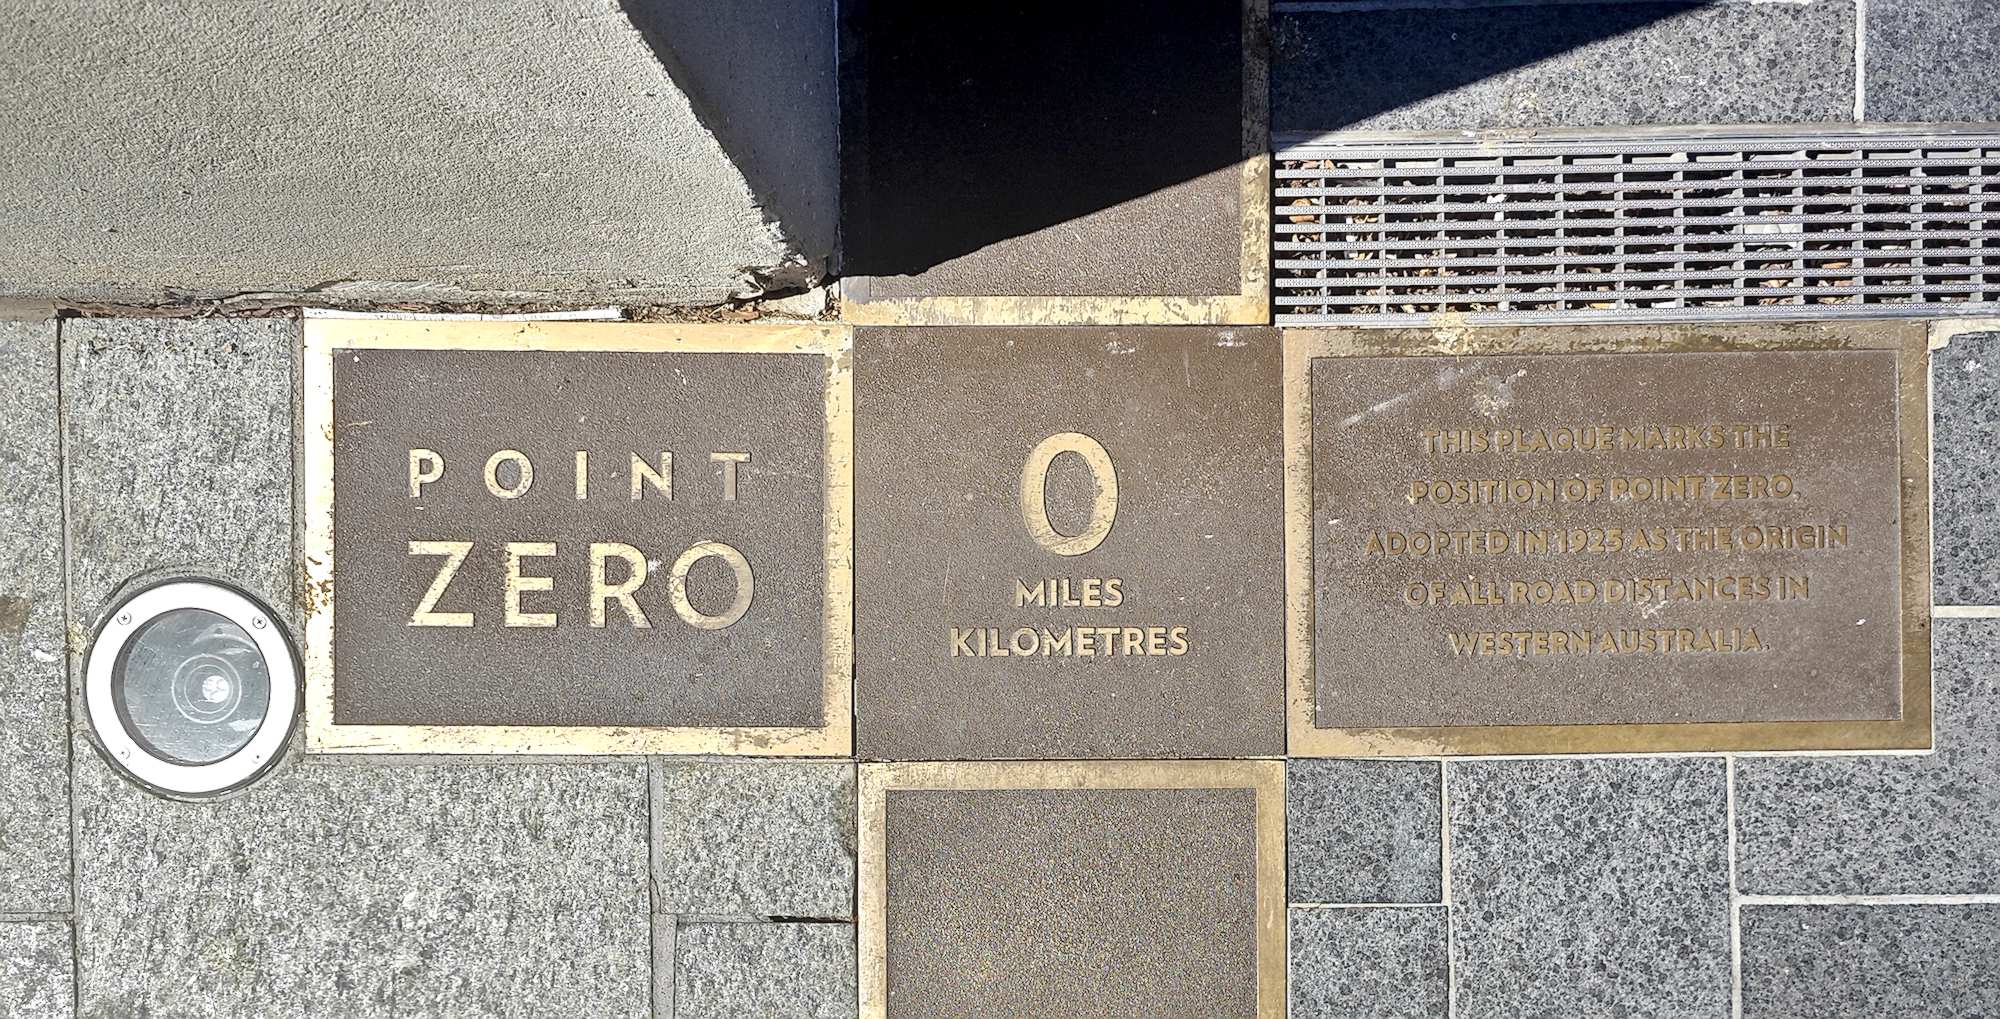 POINT
ZERO
0
MILES
KILOMETRES
THIS PLAQUE MARKS THE
POSITION OF POINT ZERO,
ADOPTED IN 1925 AS THE ORIGIN
OF ALL ROAD DISTANCES IN
WESTERN AUSTRALIA.